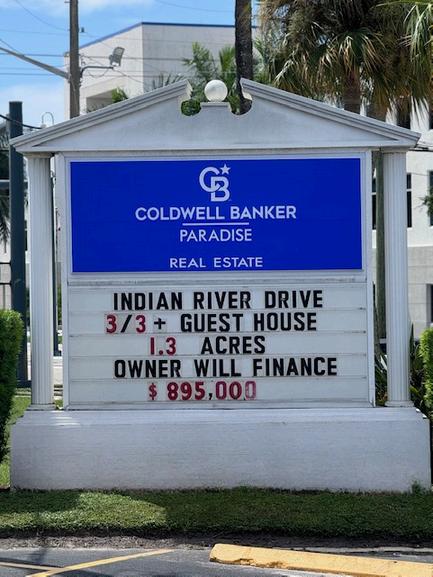 CB
COLDWELL BANKER
PARADISE
REAL ESTATE
INDIAN RIVER DRIVE
3/3 + GUEST HOUSE
1.3 ACRES
OWNER WILL FINANCE
$895,000